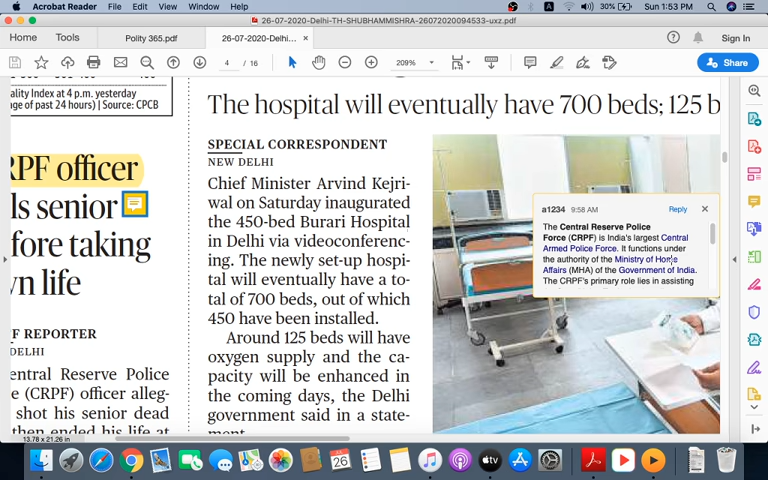 Acrobat Reader File Edit View Sign Window Help
30% Sun 1:53 PM
26-07-2020-Delhi-TH-SHUBHAMMISHRA-26072020094533-uxz.pdf
Home Tools Polity 365.pdf 26-07-2020-Delhi... × Sign In
4 / 16 209% Share
ality Index at 4 p.m. yesterday
ge of past 24 hours) | Source: CPCB
RPF officer
ls senior
fore taking
n life
F REPORTER
DELHI
entral Reserve Police
e (CRPF) officer alleg-
shot his senior dead
then ended his life at
The hospital will eventually have 700 beds; 125 b
SPECIAL CORRESPONDENT
NEW DELHI
Chief Minister Arvind Kejri-
wal on Saturday inaugurated
the 450-bed Burari Hospital
in Delhi via videoconferenc-
ing. The newly set-up hospi-
tal will eventually have a to-
tal of 700 beds, out of which
450 have been installed.
Around 125 beds will have
oxygen supply and the ca-
pacity will be enhanced in
the coming days, the Delhi
government said in a state-
ment.
a1234 9:58 AM Reply ×
The Central Reserve Police
Force (CRPF) is India's largest Central
Armed Police Force. It functions under
the authority of the Ministry of Home
Affairs (MHA) of the Government of India.
The CRPF's primary role lies in assisting
13.78 x 21.26 in
JUL
26